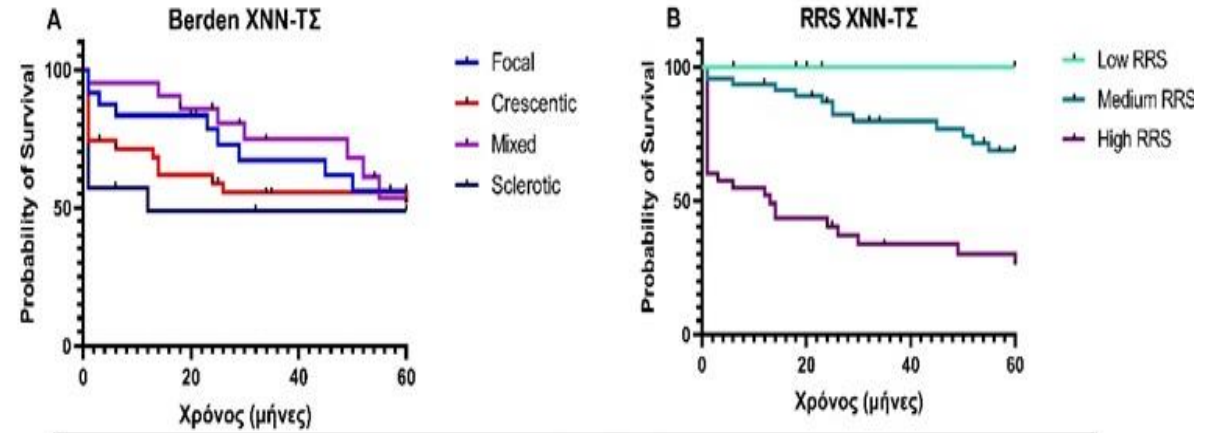 A
Berden ΧΝΝ-ΤΣ
Probability of Survival
100
50
0
0 20 40 60
Χρόνος (μήνες)
Focal
Crescentic
Mixed
Sclerotic
B
RRS ΧΝΝ-ΤΣ
Probability of Survival
100
50
0
0 20 40 60
Χρόνος (μήνες)
Low RRS
Medium RRS
High RRS